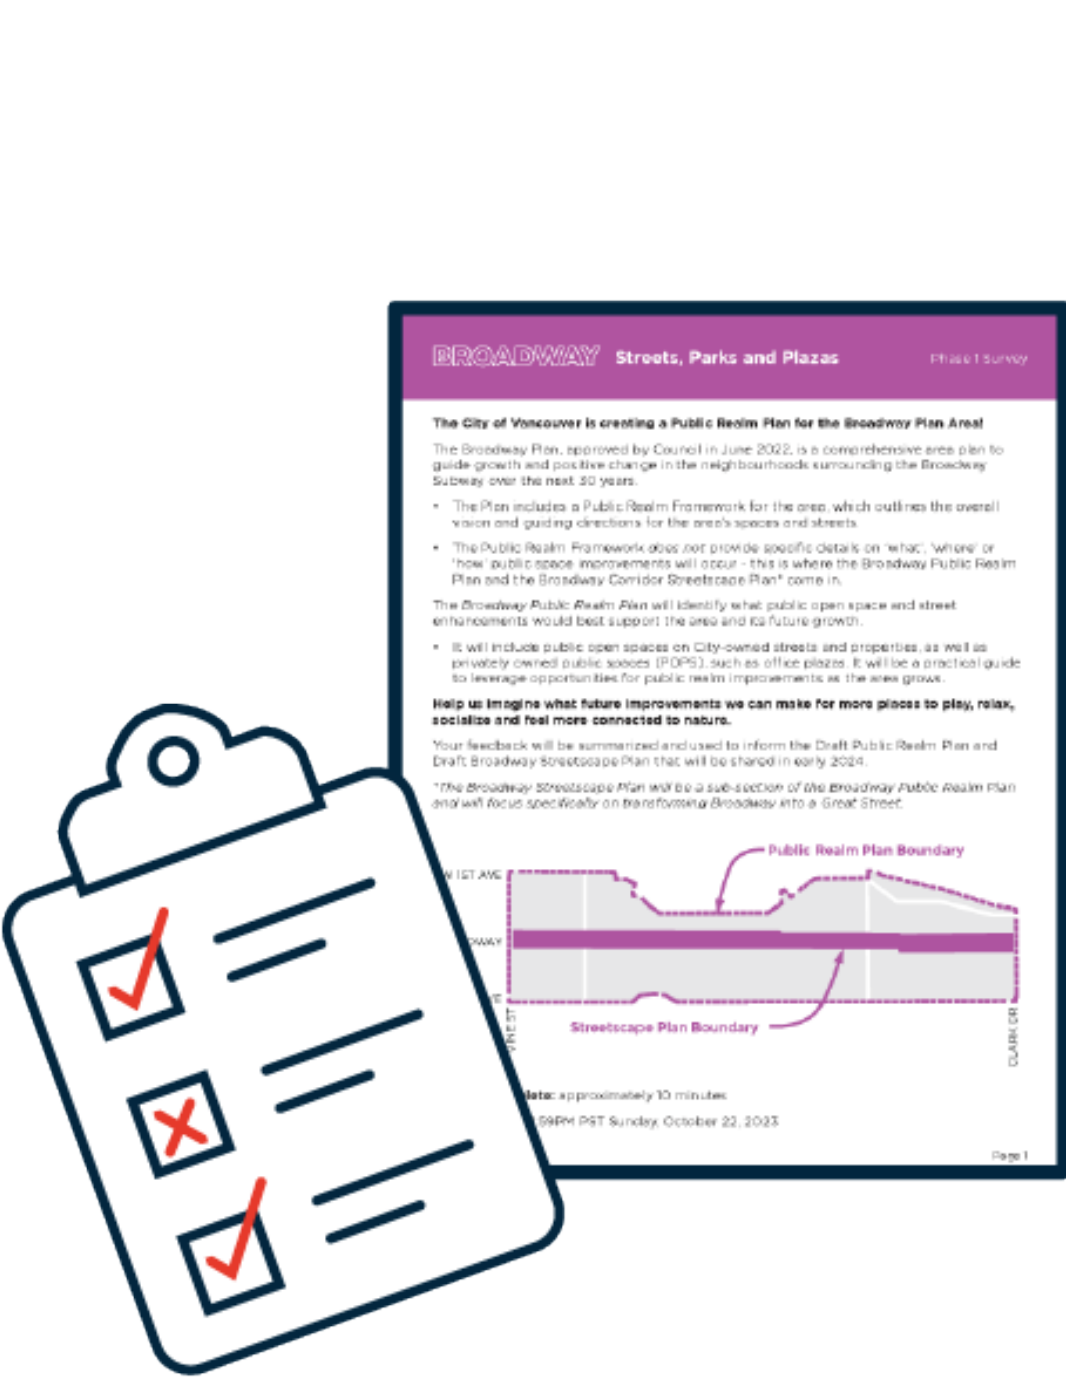 BROADWAY Streets, Parks and Plazas Phase 1 Survey
The City of Vancouver is creating a Public Realm Plan for the Broadway Plan Area!
The Broadway Plan, approved by Council in June 2022, is a comprehensive area plan to
guide growth and positive change in the neighbourhoods surrounding the Broadway
Subway over the next 30 years.
• The Plan includes a Public Realm Framework for the area, which outlines the overall
vision and guiding directions for the area's spaces and streets.
• The Public Realm Framework does not provide specific details on 'what', 'where' or
'how' public space improvements will occur - this is where the Broadway Public Realm
Plan and the Broadway Corridor Streetscape Plan* come in.
The Broadway Public Realm Plan will identify what public open space and street
enhancements would best support the area and its future growth.
• It will include public open spaces on City-owned streets and properties, as well as
privately owned public spaces (POPS), such as office plazas. It will be a practical guide
to leverage opportunities for public realm improvements as the area grows.
Help us imagine what future improvements we can make for more places to play, relax,
socialize and feel more connected to nature.
Your feedback will be summarized and used to inform the Draft Public Realm Plan and
Draft Broadway Streetscape Plan that will be shared in early 2024.
*The Broadway Streetscape Plan will be a sub-section of the Broadway Public Realm Plan
and will focus specifically on transforming Broadway into a Great Street.
Public Realm Plan Boundary
W 1ST AVE
DWAY
Streetscape Plan Boundary
VINE ST
CLARK DR
lete: approximately 10 minutes
:59PM PST Sunday, October 22, 2023
Page 1